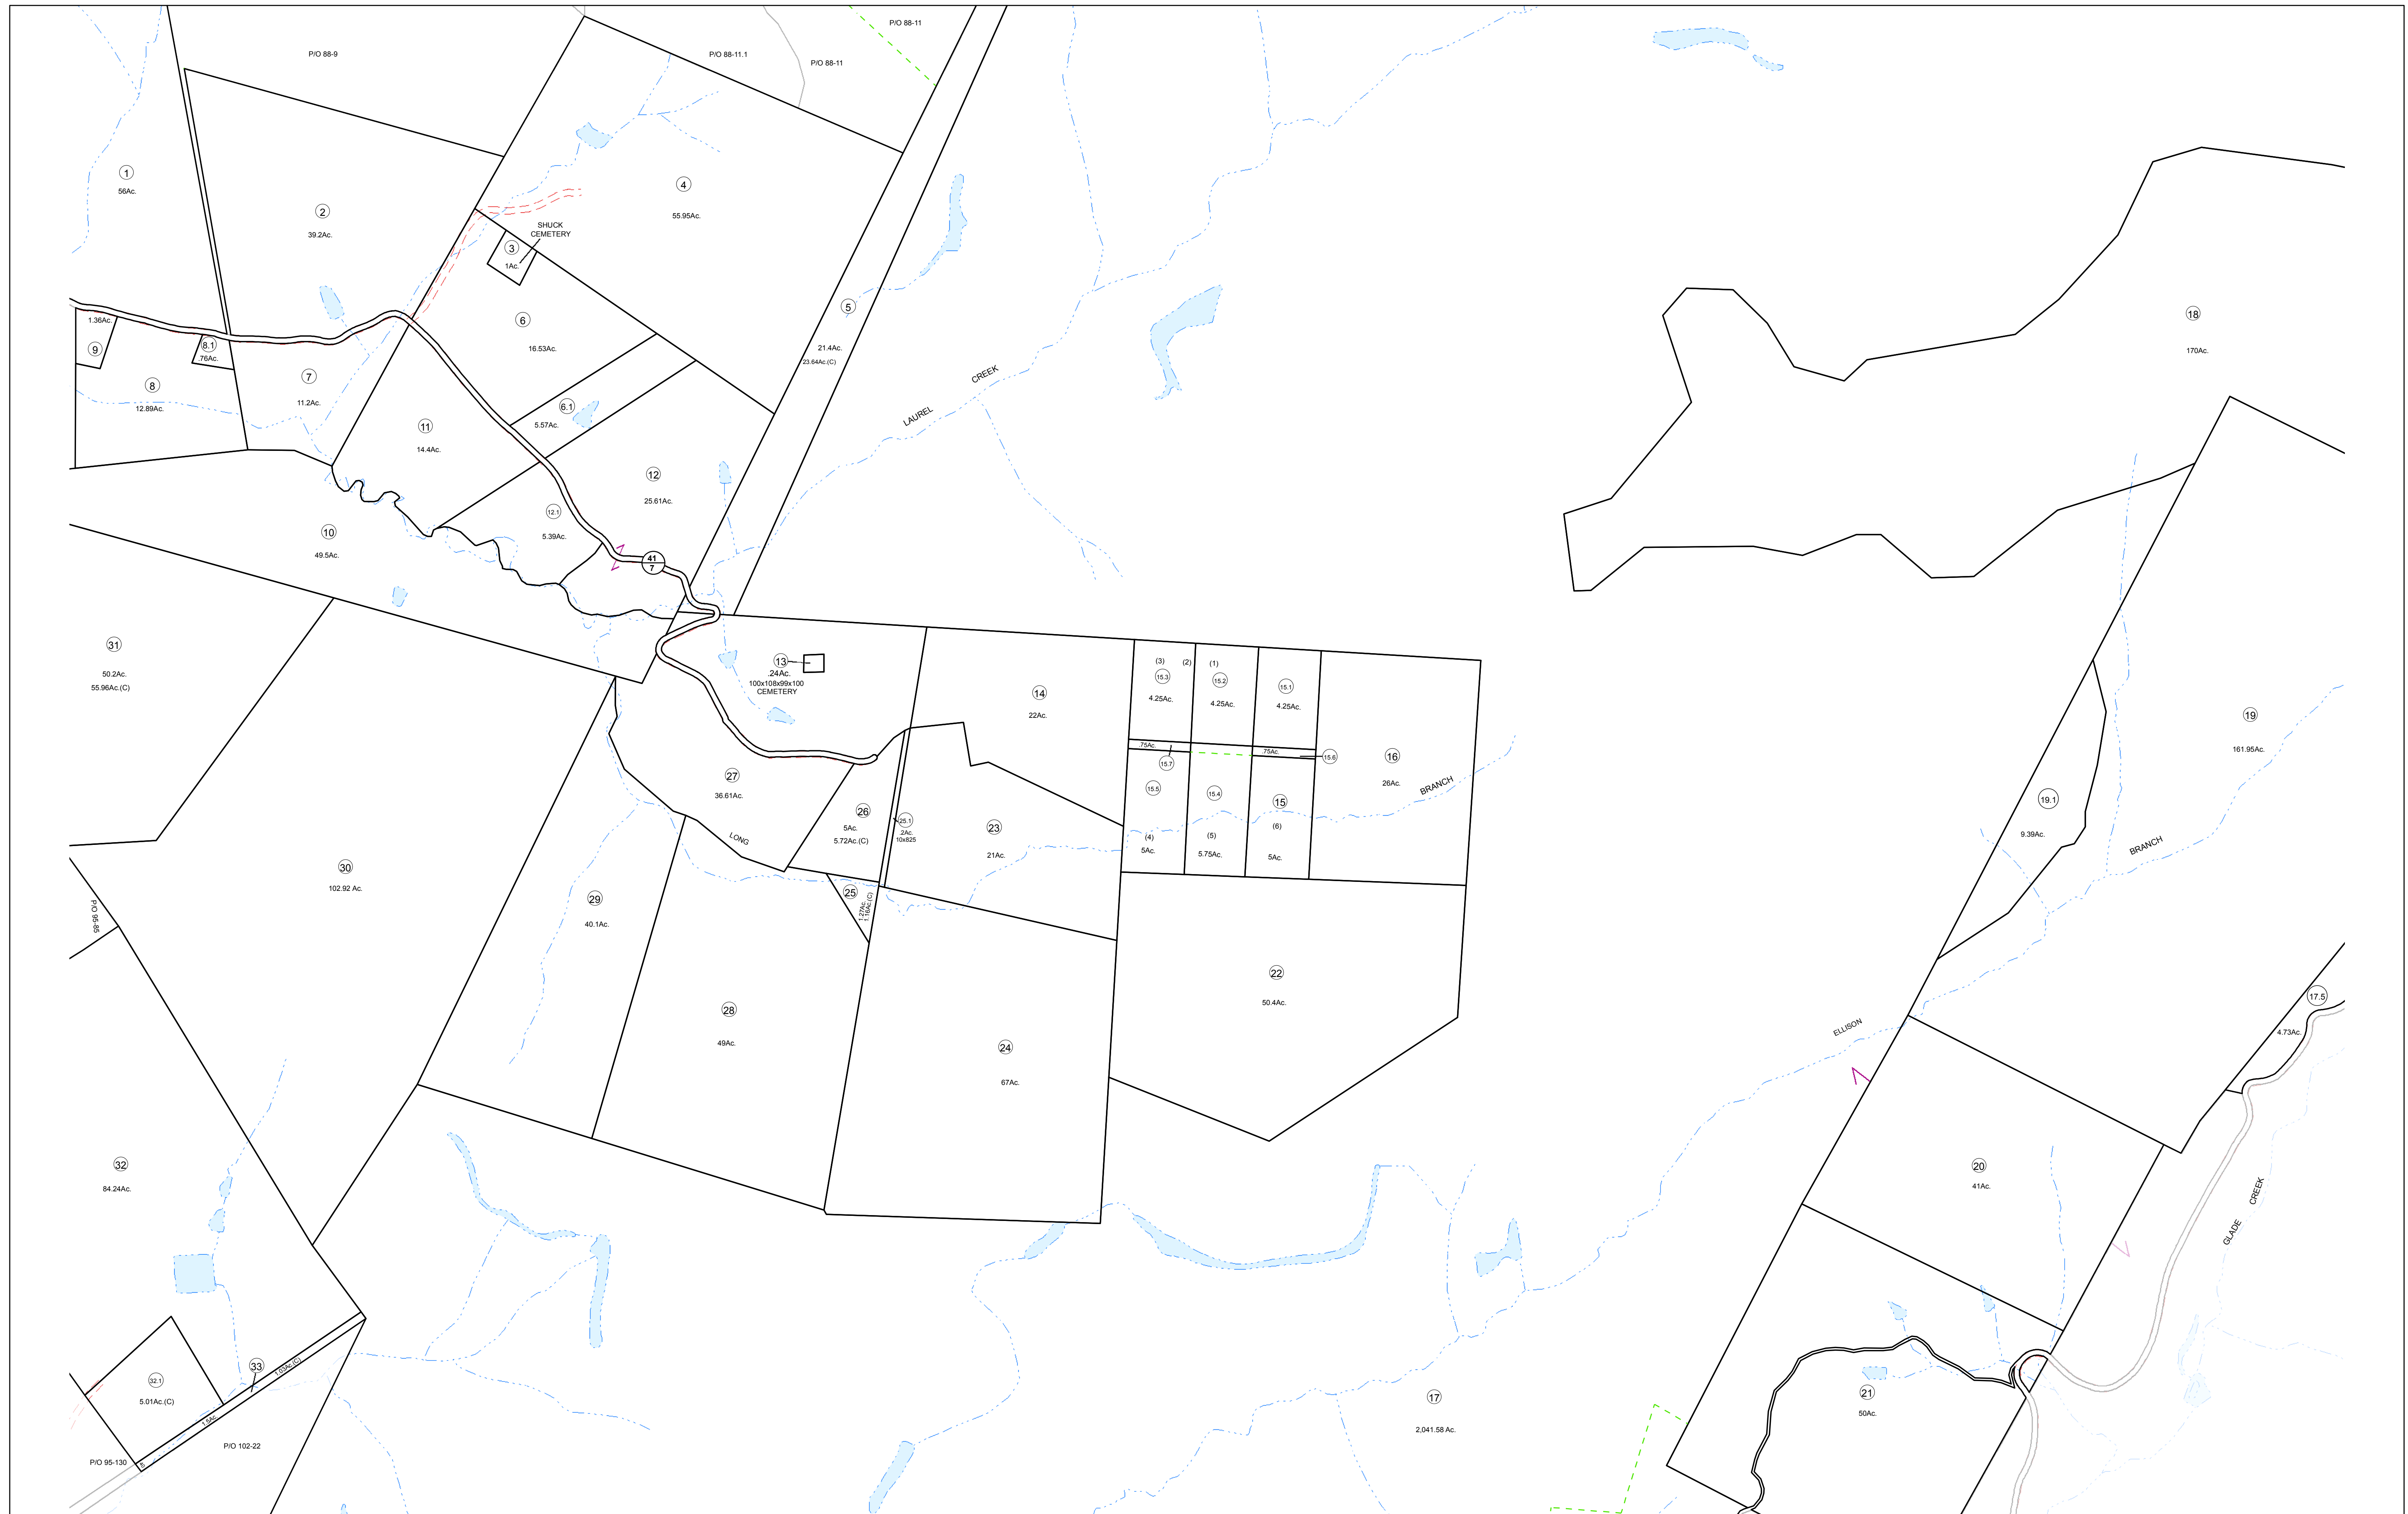 P/O 88-9
P/O 88-11.1
P/O 88-11
P/O 88-11
1
56Ac.
2
39.2Ac.
4
55.95Ac.
SHUCK
CEMETERY
3
1Ac.
5
21.4Ac.
23.64Ac.(C)
6
16.53Ac.
1.36Ac.
9
8.1
.76Ac.
8
12.89Ac.
7
11.2Ac.
6.1
5.57Ac.
11
14.4Ac.
LAUREL
CREEK
12
25.61Ac.
12.1
5.39Ac.
10
49.5Ac.
41
7
18
170Ac.
31
50.2Ac.
55.96Ac.(C)
13
.24Ac.
100x108x99x100
CEMETERY
14
22Ac.
(3)
(2)
(1)
15.3
4.25Ac.
15.2
4.25Ac.
15.1
4.25Ac.
.75Ac.
15.7
.75Ac.
15.6
16
26Ac.
BRANCH
19
161.95Ac.
19.1
9.39Ac.
BRANCH
27
36.61Ac.
LONG
26
5Ac.
5.72Ac.(C)
25.1
.2Ac.
10x825
23
21Ac.
15.5
(4)
5Ac.
15.4
(5)
5.75Ac.
15
(6)
5Ac.
30
102.92 Ac.
P/O 95-85
29
40.1Ac.
25
1.27Ac.
1.18Ac.(C)
28
49Ac.
24
67Ac.
22
50.4Ac.
ELLISON
17.5
4.73Ac.
32
84.24Ac.
20
41Ac.
GLADE
CREEK
33
1.03Ac.(C)
1.5Ac.
32.1
5.01Ac.(C)
P/O 102-22
P/O 95-130
17
2,041.58 Ac.
21
50Ac.